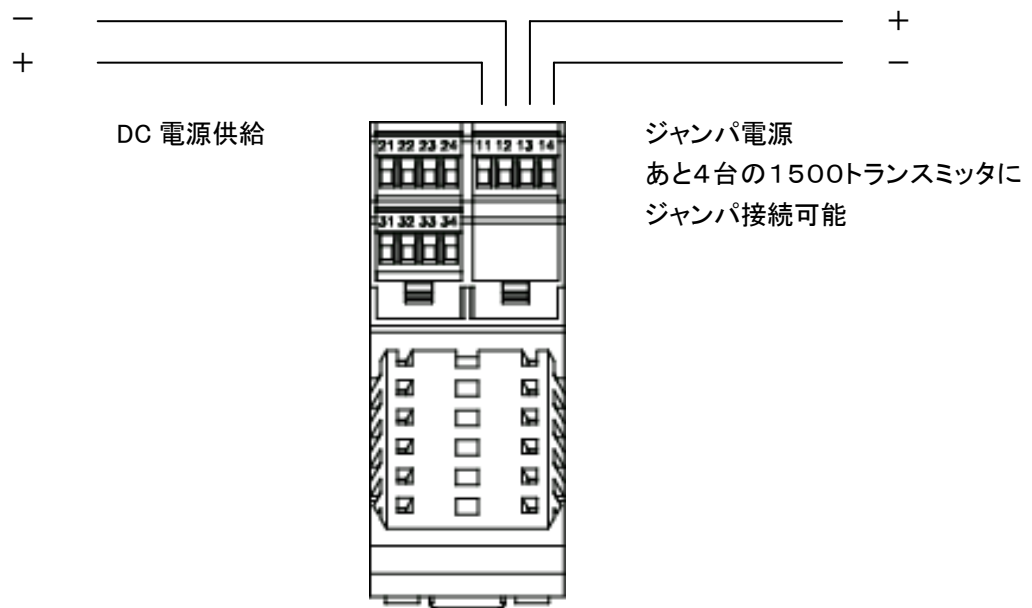 － ＋
＋ －
DC 電源供給
ジャンパ電源
あと４台の１５００トランスミッタに
ジャンパ接続可能
21 22 23 24 11 12 13 14
31 32 33 34